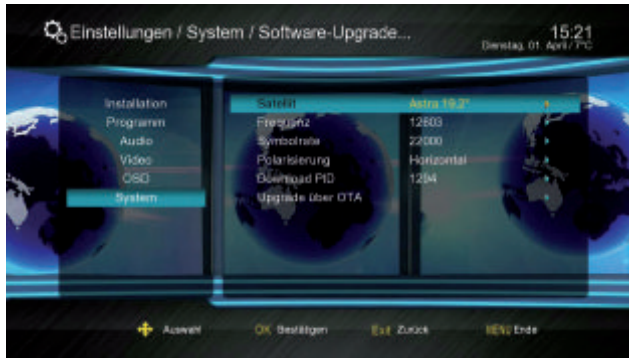 Einstellungen / System / Software-Upgrade...
15:21
Dienstag, 01. April / 7°C
Installation
Programm
Audio
Video
OSD
System
Satellit Astra 19,2°
Frequenz 12603
Symbolrate 22000
Polarisierung Horizontal
Download PID 1294
Upgrade über OTA
Auswahl
OK Bestätigen
Exit Zurück
MENÜ Ende